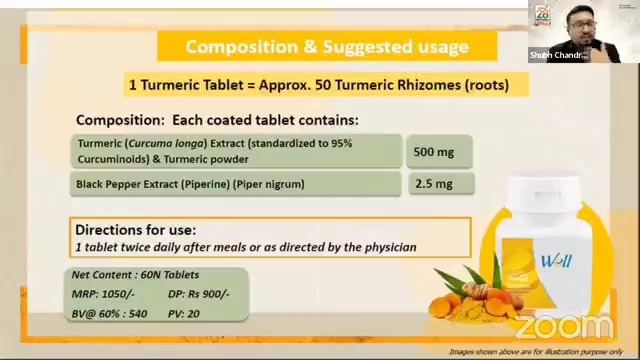 Composition & Suggested usage
1 Turmeric Tablet = Approx. 50 Turmeric Rhizomes (roots)
Composition: Each coated tablet contains:
Turmeric (Curcuma longa) Extract (standardized to 95%
Curcuminoids) & Turmeric powder
500 mg
Black Pepper Extract (Piperine) (Piper nigrum)
2.5 mg
Directions for use:
1 tablet twice daily after meals or as directed by the physician
Net Content : 60N Tablets
MRP: 1050/- DP: Rs 900/-
BV@ 60% : 540 PV: 20
Well
zoom
Images shown above are for illustration purpose only
Shubh Chandr...